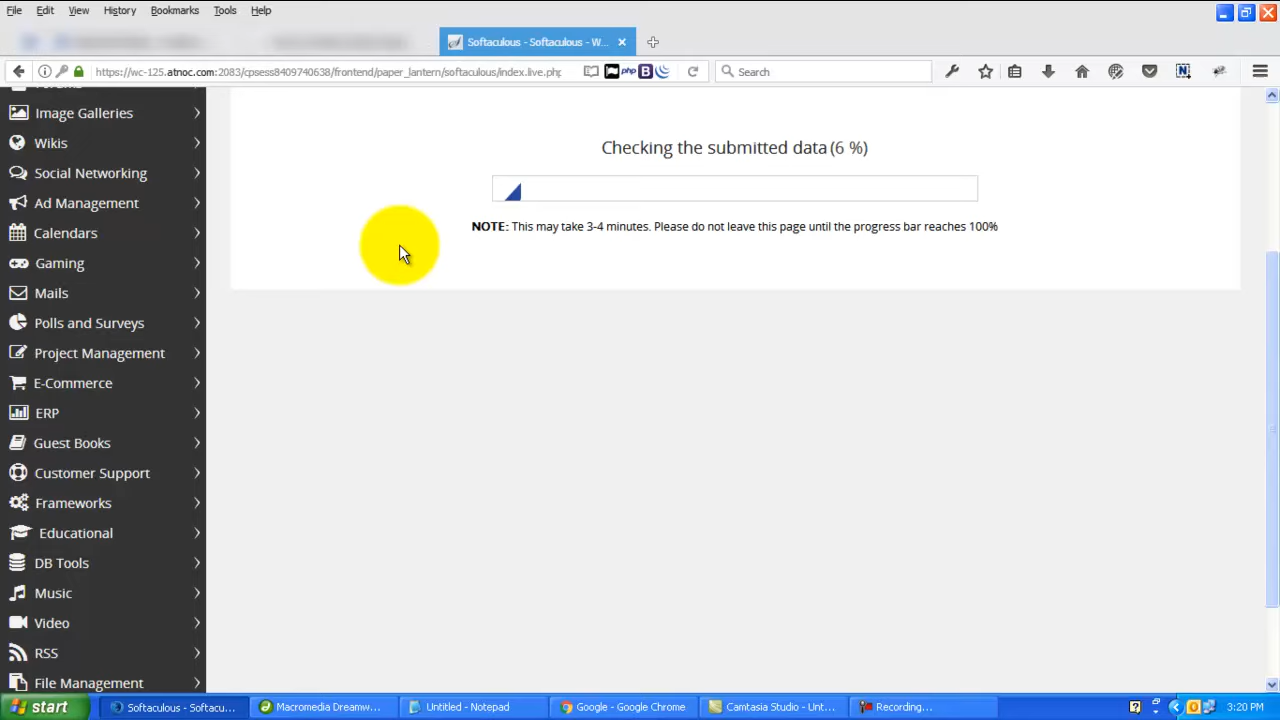 File Edit View History Bookmarks Tools Help
Softaculous - Softaculous - W...
https://wc-125.atnoc.com:2083/cpsess8409740638/frontend/paper_lantern/softaculous/index.live.php
php B
Search
N
Image Galleries
Wikis
Social Networking
Ad Management
Calendars
Gaming
Mails
Polls and Surveys
Project Management
E-Commerce
ERP
Guest Books
Customer Support
Frameworks
Educational
DB Tools
Music
Video
RSS
File Management
Checking the submitted data (6 %)
NOTE: This may take 3-4 minutes. Please do not leave this page until the progress bar reaches 100%
start
Softaculous - Softacu...
Macromedia Dreamw...
Untitled - Notepad
Google - Google Chrome
Camtasia Studio - Unt...
Recording...
3:20 PM